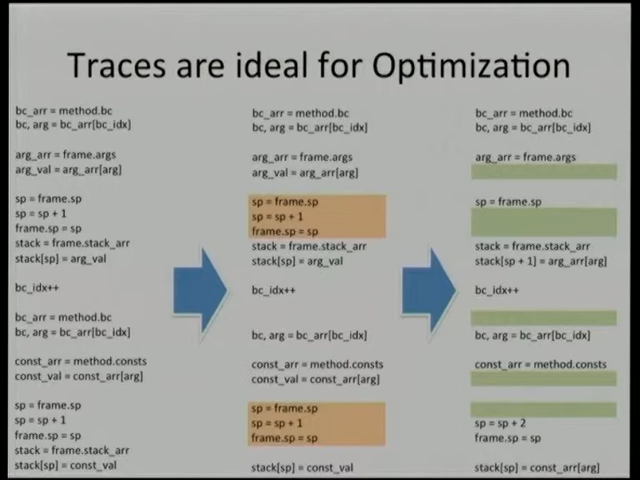 Traces are ideal for Optimization
bc_arr = method.bc
bc, arg = bc_arr[bc_idx]
arg_arr = frame.args
arg_val = arg_arr[arg]
sp = frame.sp
sp = sp + 1
frame.sp = sp
stack = frame.stack_arr
stack[sp] = arg_val
bc_idx++
bc_arr = method.bc
bc, arg = bc_arr[bc_idx]
const_arr = method.consts
const_val = const_arr[arg]
sp = frame.sp
sp = sp + 1
frame.sp = sp
stack = frame.stack_arr
stack[sp] = const_val
bc_arr = method.bc
bc, arg = bc_arr[bc_idx]
arg_arr = frame.args
arg_val = arg_arr[arg]
sp = frame.sp
sp = sp + 1
frame.sp = sp
stack = frame.stack_arr
stack[sp] = arg_val
bc_idx++
bc, arg = bc_arr[bc_idx]
const_arr = method.consts
const_val = const_arr[arg]
sp = frame.sp
sp = sp + 1
frame.sp = sp
stack[sp] = const_val
bc_arr = method.bc
bc, arg = bc_arr[bc_idx]
arg_arr = frame.args
sp = frame.sp
stack = frame.stack_arr
stack[sp + 1] = arg_arr[arg]
bc_idx++
bc, arg = bc_arr[bc_idx]
const_arr = method.consts
sp = sp + 2
frame.sp = sp
stack[sp] = const_arr[arg]